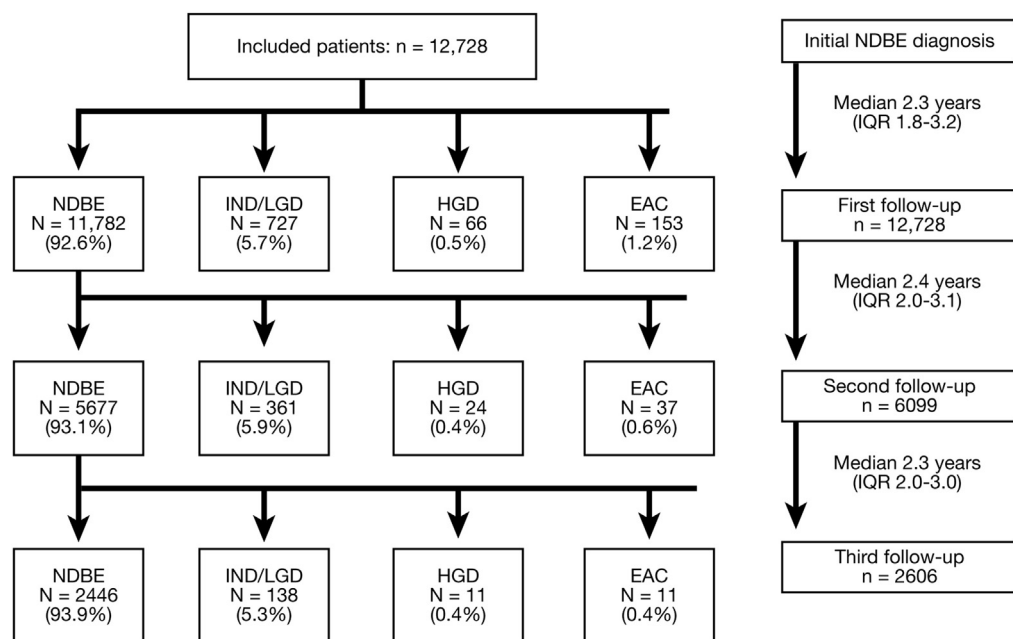 Included patients: n = 12,728
NDBE
N = 11,782
(92.6%)
IND/LGD
N = 727
(5.7%)
HGD
N = 66
(0.5%)
EAC
N = 153
(1.2%)
NDBE
N = 5677
(93.1%)
IND/LGD
N = 361
(5.9%)
HGD
N = 24
(0.4%)
EAC
N = 37
(0.6%)
NDBE
N = 2446
(93.9%)
IND/LGD
N = 138
(5.3%)
HGD
N = 11
(0.4%)
EAC
N = 11
(0.4%)
Initial NDBE diagnosis
Median 2.3 years
(IQR 1.8-3.2)
First follow-up
n = 12,728
Median 2.4 years
(IQR 2.0-3.1)
Second follow-up
n = 6099
Median 2.3 years
(IQR 2.0-3.0)
Third follow-up
n = 2606